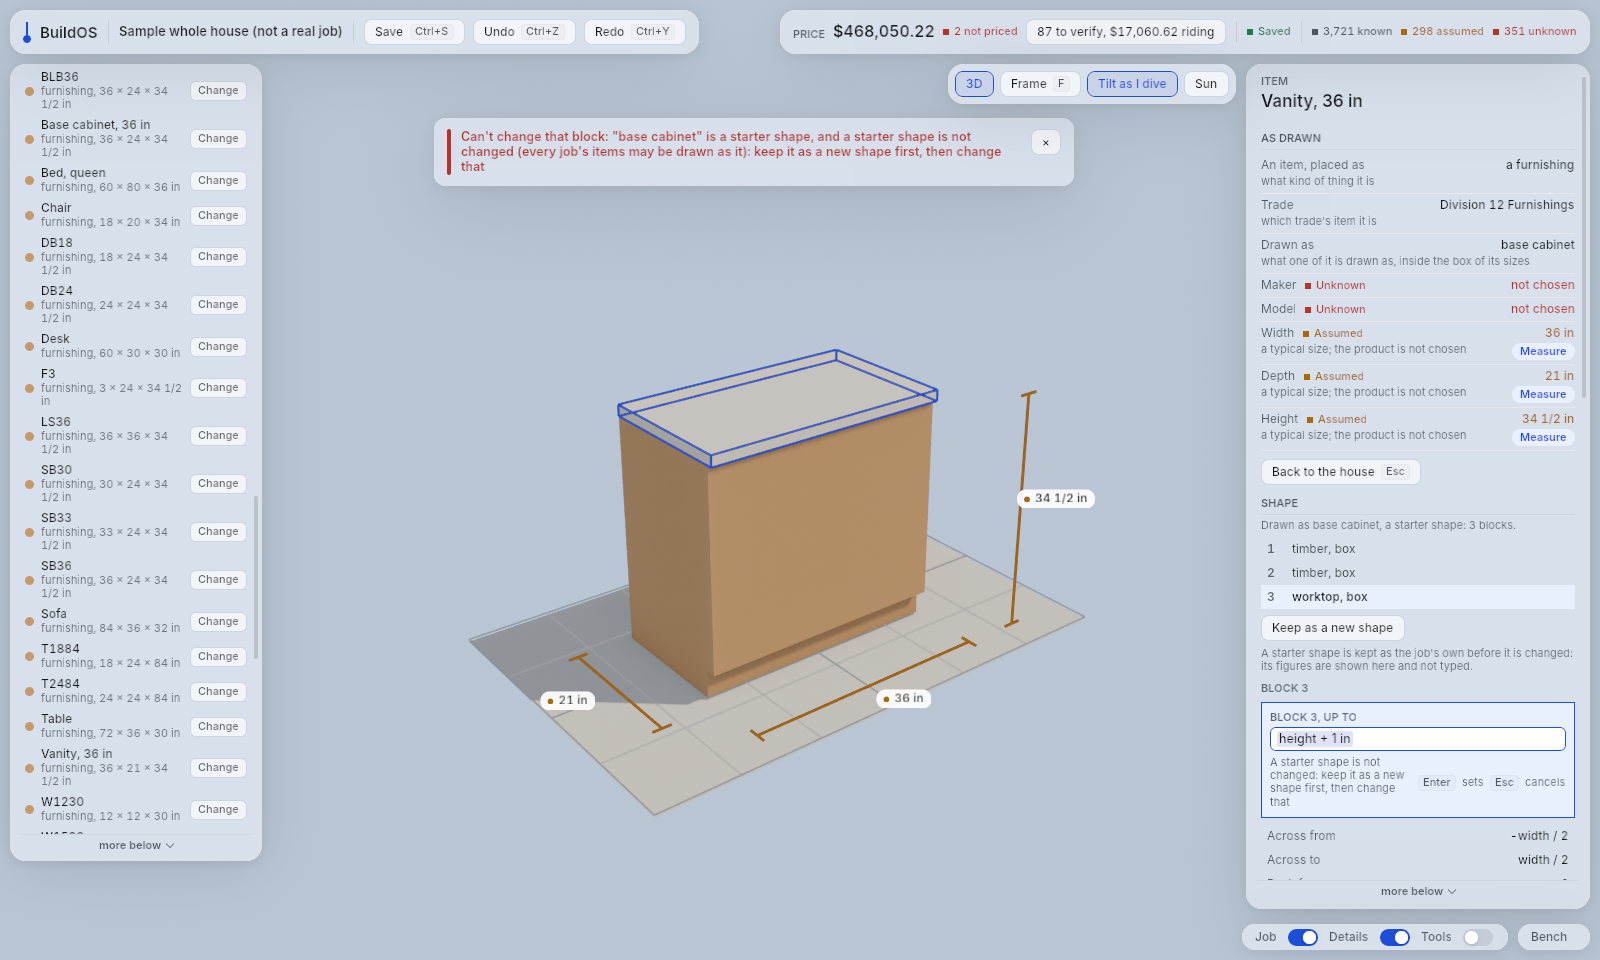 BuildOS
Sample whole house (not a real job)
Save Ctrl+S
Undo Ctrl+Z
Redo Ctrl+Y
PRICE $468,050.22
2 not priced
87 to verify, $17,060.62 riding
Saved
3,721 known
298 assumed
351 unknown
BLB36
furnishing, 36 × 24 × 34
1/2 in
Change
Base cabinet, 36 in
furnishing, 36 × 24 × 34
1/2 in
Change
Bed, queen
furnishing, 60 × 80 × 36 in
Change
Chair
furnishing, 18 × 20 × 34 in
Change
DB18
furnishing, 18 × 24 × 34
1/2 in
Change
DB24
furnishing, 24 × 24 × 34
1/2 in
Change
Desk
furnishing, 60 × 30 × 30 in
Change
F3
furnishing, 3 × 24 × 34 1/2
in
Change
LS36
furnishing, 36 × 36 × 34
1/2 in
Change
SB30
furnishing, 30 × 24 × 34
1/2 in
Change
SB33
furnishing, 33 × 24 × 34
1/2 in
Change
SB36
furnishing, 36 × 24 × 34
1/2 in
Change
Sofa
furnishing, 84 × 36 × 32 in
Change
T1884
furnishing, 18 × 24 × 84 in
Change
T2484
furnishing, 24 × 24 × 84 in
Change
Table
furnishing, 72 × 36 × 30 in
Change
Vanity, 36 in
furnishing, 36 × 21 × 34
1/2 in
Change
W1230
furnishing, 12 × 12 × 30 in
Change
more below
3D
Frame F
Tilt as I dive
Sun
Can't change that block: "base cabinet" is a starter shape, and a starter shape is not
changed (every job's items may be drawn as it): keep it as a new shape first, then change
that
×
34 1/2 in
21 in
36 in
ITEM
Vanity, 36 in
AS DRAWN
An item, placed as a furnishing
what kind of thing it is
Trade Division 12 Furnishings
which trade's item it is
Drawn as base cabinet
what one of it is drawn as, inside the box of its sizes
Maker Unknown not chosen
Model Unknown not chosen
Width Assumed 36 in
a typical size; the product is not chosen Measure
Depth Assumed 21 in
a typical size; the product is not chosen Measure
Height Assumed 34 1/2 in
a typical size; the product is not chosen Measure
Back to the house Esc
SHAPE
Drawn as base cabinet, a starter shape: 3 blocks.
1 timber, box
2 timber, box
3 worktop, box
Keep as a new shape
A starter shape is kept as the job's own before it is changed:
its figures are shown here and not typed.
BLOCK 3
BLOCK 3, UP TO
height + 1 in
A starter shape is not
changed: keep it as a new
shape first, then change
that
Enter sets Esc cancels
Across from -width / 2
Across to width / 2
more below
Job
Details
Tools
Bench